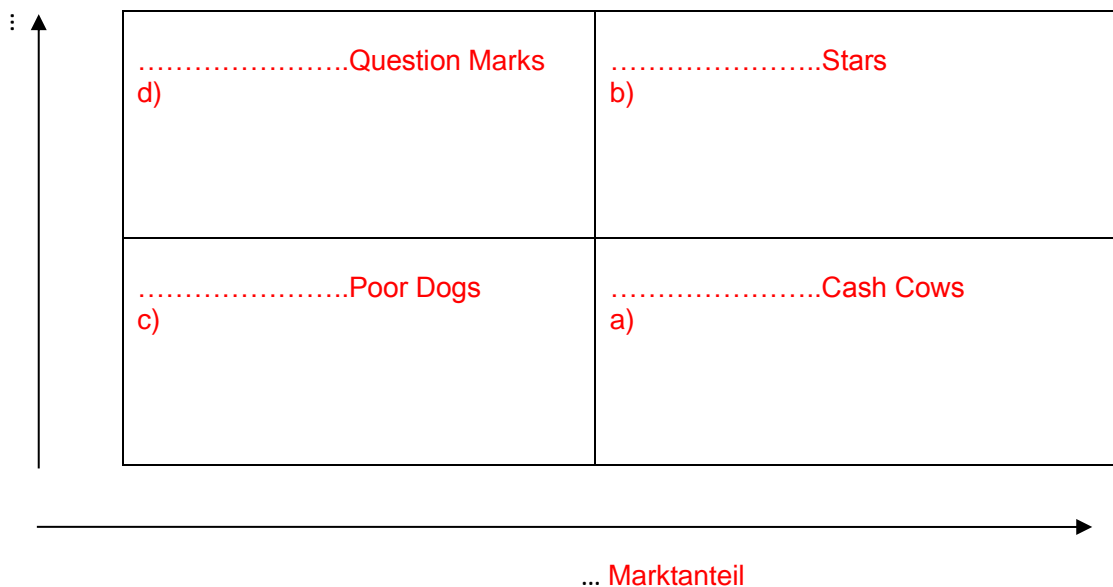 ...
…………………..Question Marks
d)
…………………..Stars
b)
…………………..Poor Dogs
c)
…………………..Cash Cows
a)
... Marktanteil